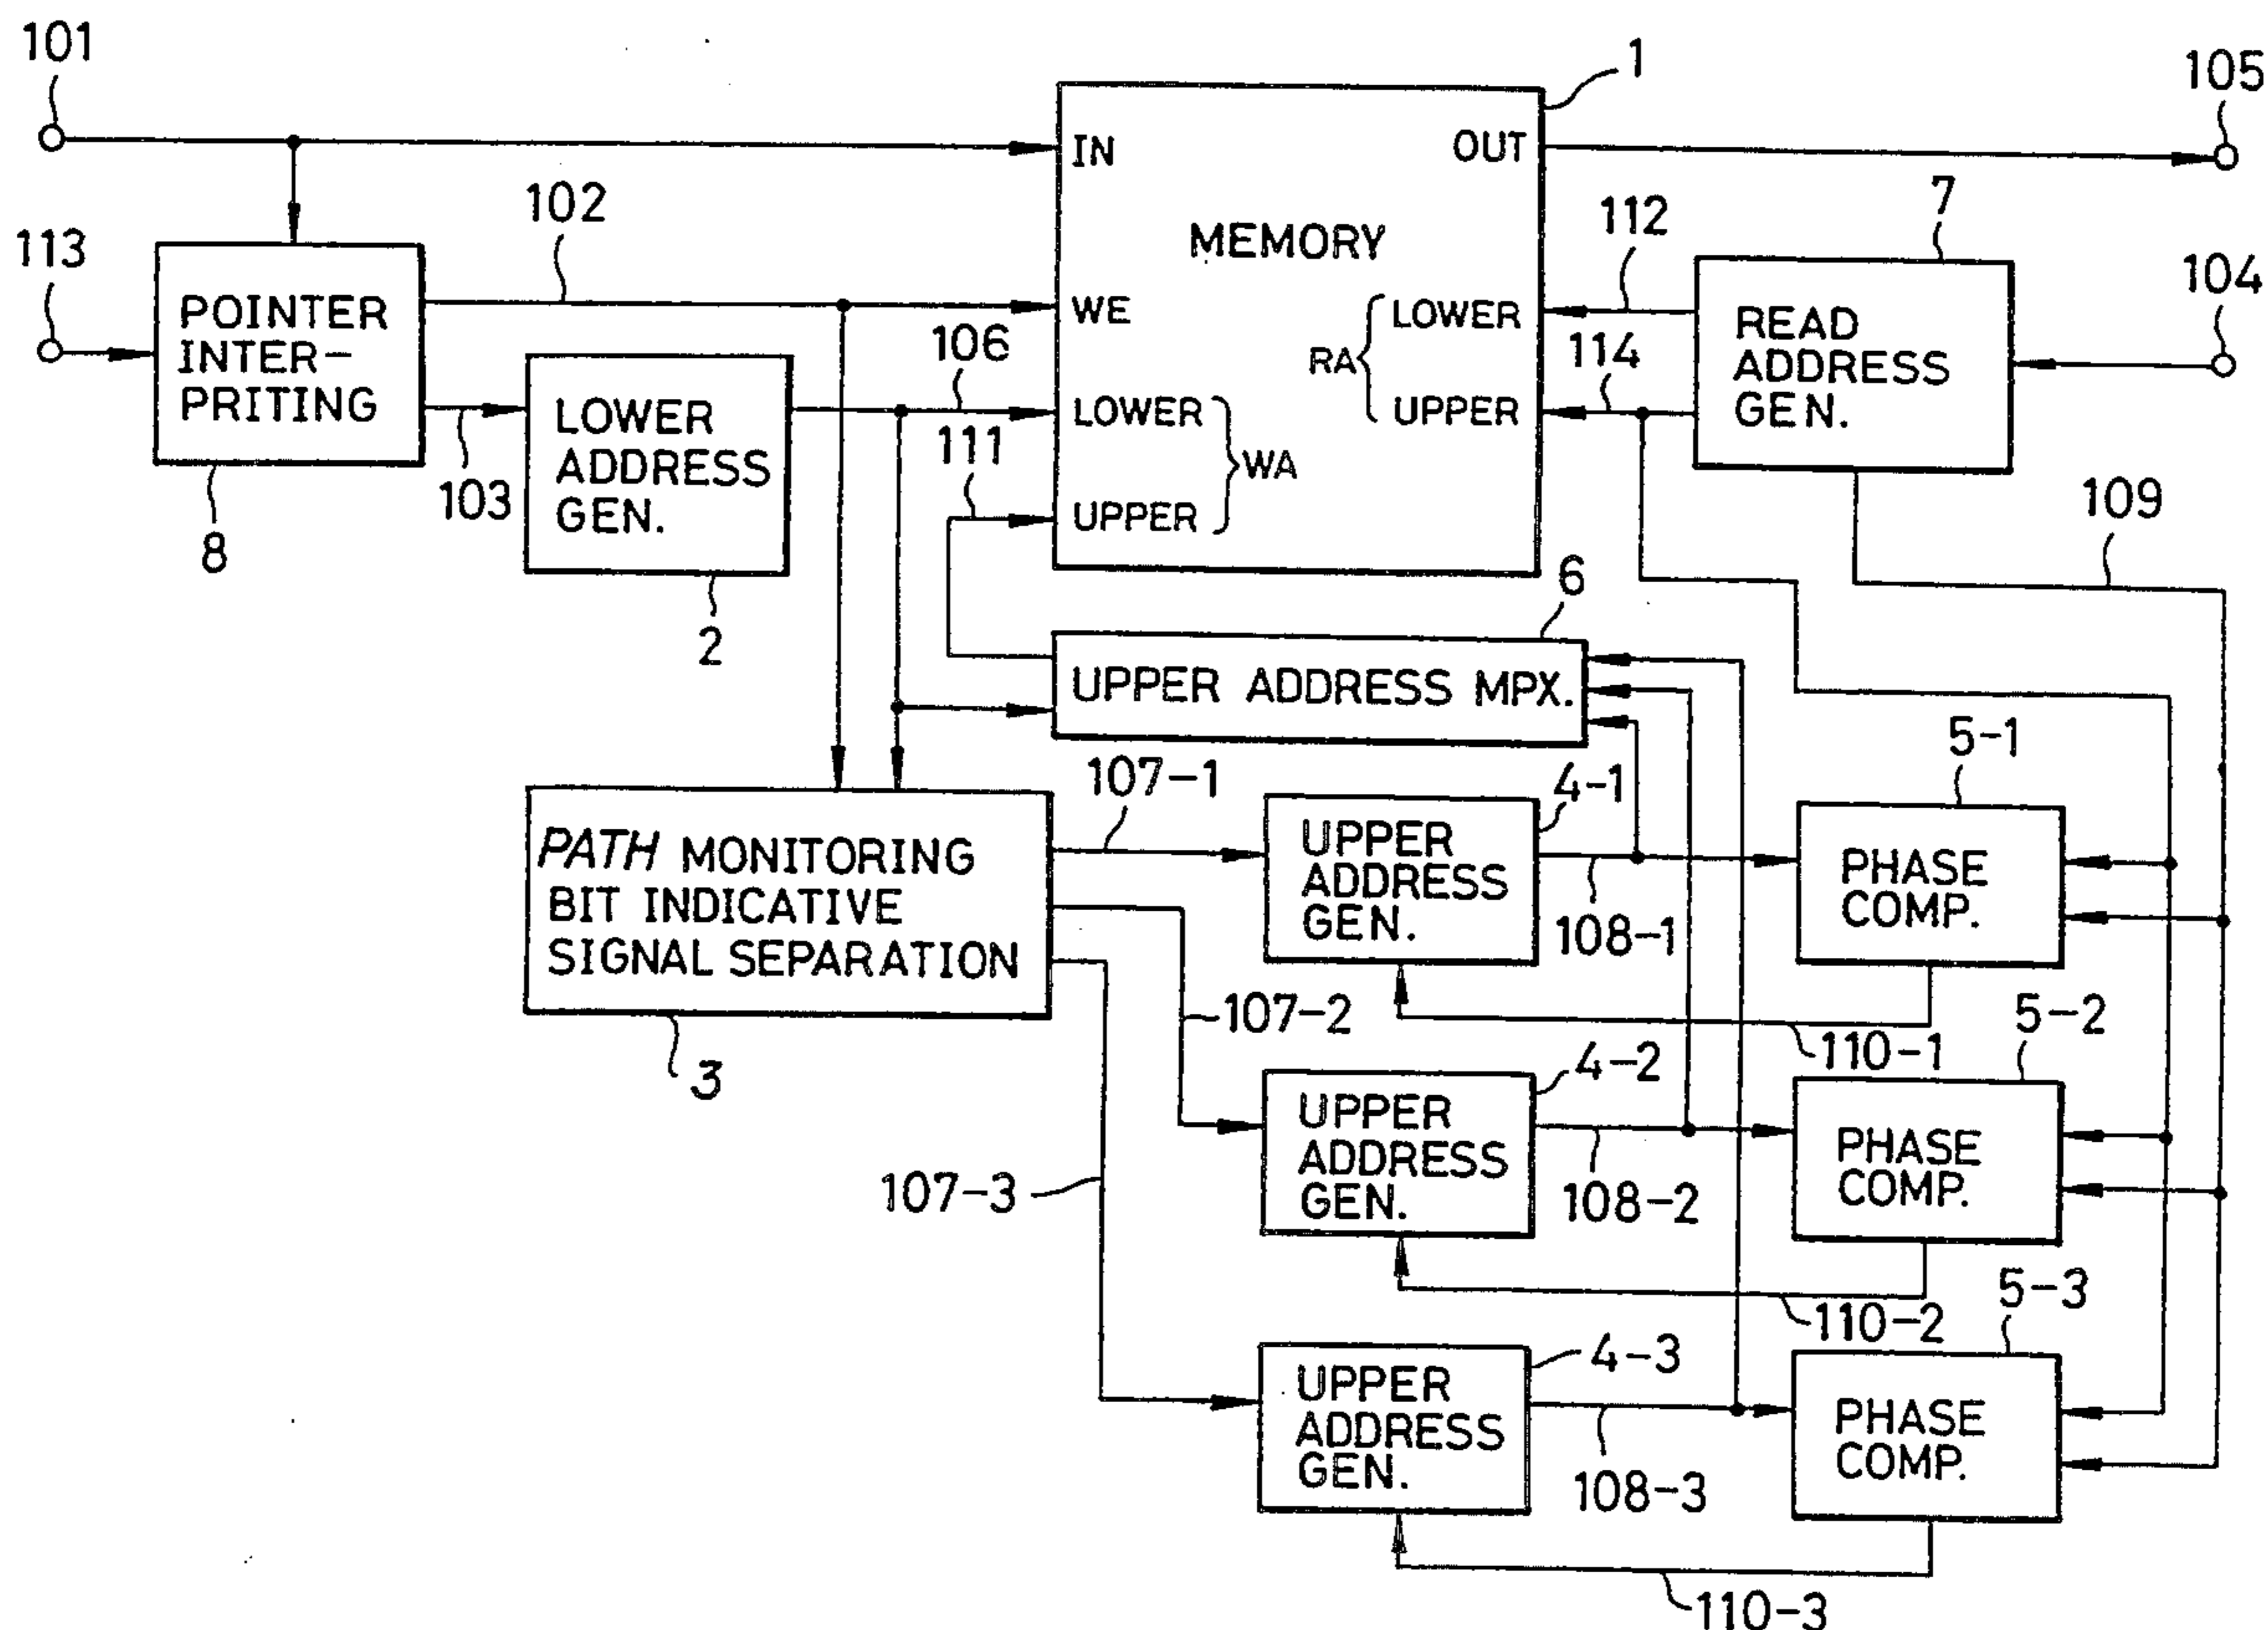 101
1
105
IN
OUT
102
112
7
113
MEMORY
104
POINTER
INTER-
PRITING
WE
106
RA
LOWER
114
READ
ADDRESS
GEN.
LOWER
ADDRESS
GEN.
LOWER
111
WA
UPPER
UPPER
103
109
8
2
6
UPPER ADDRESS MPX.
5-1
107-1
4-1
PATH MONITORING
BIT INDICATIVE
SIGNAL SEPARATION
UPPER
ADDRESS
GEN.
PHASE
COMP.
108-1
107-2
5-2
110-1
3
4-2
UPPER
ADDRESS
GEN.
PHASE
COMP.
107-3
108-2
5-3
110-2
4-3
UPPER
ADDRESS
GEN.
PHASE
COMP.
108-3
110-3